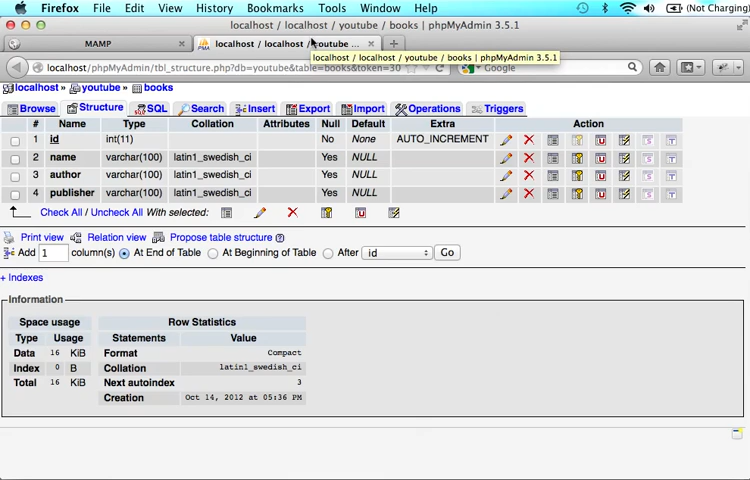 Firefox File Edit View History Bookmarks Tools Window Help (Not Charging)
localhost / localhost / youtube / books | phpMyAdmin 3.5.1
MAMP localhost / localhost / youtube ...
localhost / localhost / youtube / books | phpMyAdmin 3.5.1
localhost/phpMyAdmin/tbl_structure.php?db=youtube&table=books&token=30 Google
localhost » youtube » books
Browse Structure SQL Search Insert Export Import Operations Triggers
# Name Type Collation Attributes Null Default Extra Action
1 id int(11) No None AUTO_INCREMENT
2 name varchar(100) latin1_swedish_ci Yes NULL
3 author varchar(100) latin1_swedish_ci Yes NULL
4 publisher varchar(100) latin1_swedish_ci Yes NULL
Check All / Uncheck All With selected:
Print view Relation view Propose table structure
Add 1 column(s) At End of Table At Beginning of Table After id Go
+ Indexes
Information
Space usage Row Statistics
Type Usage Statements Value
Data 16 KiB Format Compact
Index 0 B Collation latin1_swedish_ci
Total 16 KiB Next autoindex 3
Creation Oct 14, 2012 at 05:36 PM